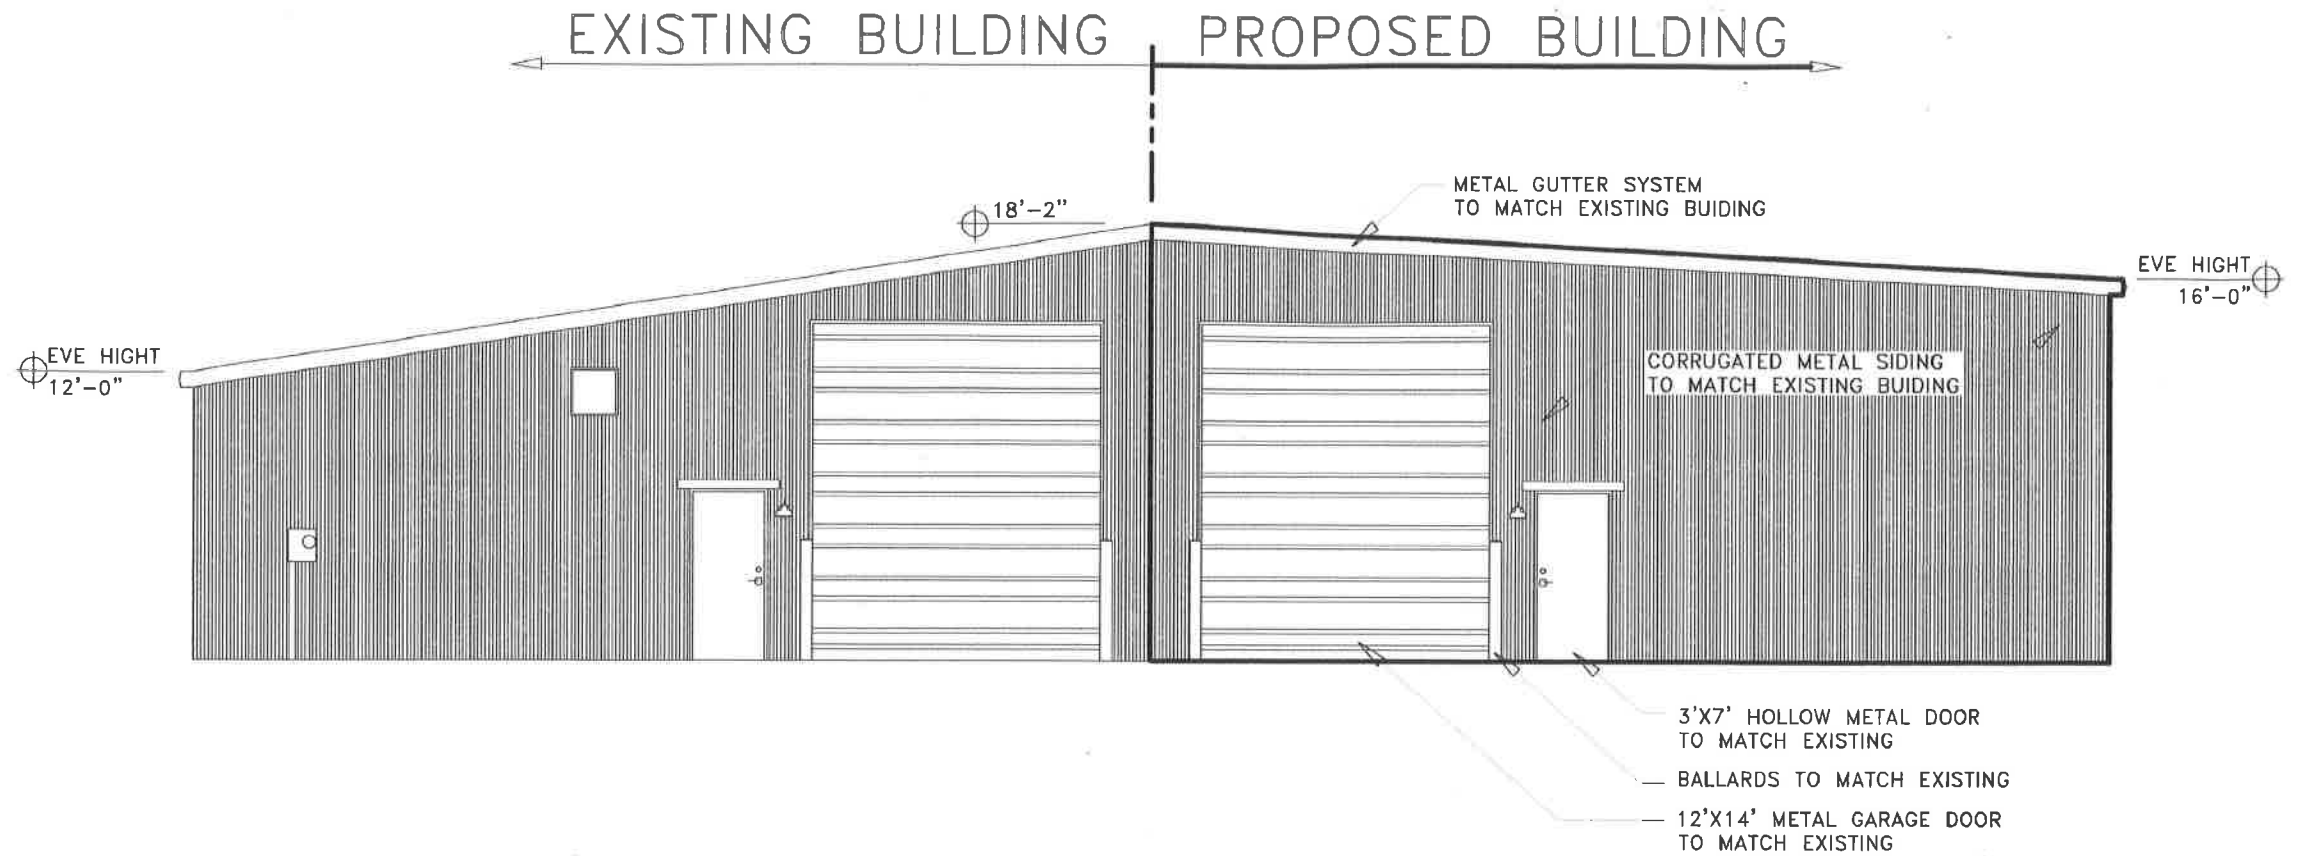 EXISTING BUILDING
PROPOSED BUILDING
METAL GUTTER SYSTEM
TO MATCH EXISTING BUIDING
18'-2"
EVE HIGHT
16'-0"
EVE HIGHT
12'-0"
CORRUGATED METAL SIDING
TO MATCH EXISTING BUIDING
3'X7' HOLLOW METAL DOOR
TO MATCH EXISTING
BALLARDS TO MATCH EXISTING
12'X14' METAL GARAGE DOOR
TO MATCH EXISTING